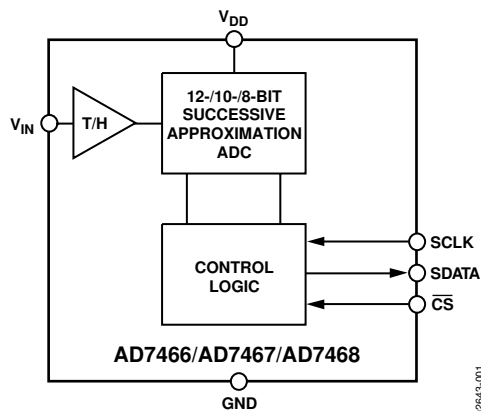 VDD
12-/10-/8-BIT
SUCCESSIVE
APPROXIMATION
ADC
T/H
VIN
SCLK
SDATA
CS
CONTROL
LOGIC
AD7466/AD7467/AD7468
GND